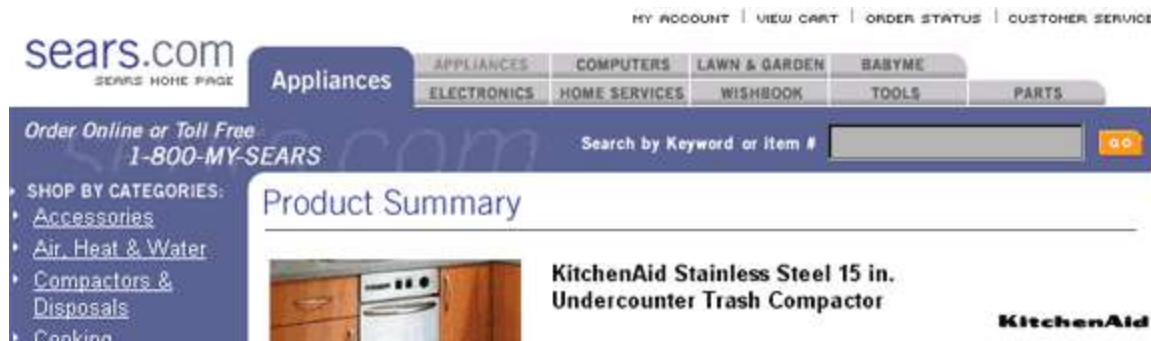 MY ACCOUNT | VIEW CART | ORDER STATUS | CUSTOMER SERVICE
sears.com
SEARS HOME PAGE
Appliances
APPLIANCES COMPUTERS LAWN & GARDEN BABYME
ELECTRONICS HOME SERVICES WISHBOOK TOOLS PARTS
Order Online or Toll Free
1-800-MY-SEARS
Search by Keyword or item #
GO
SHOP BY CATEGORIES:
Accessories
Air, Heat & Water
Compactors &
Disposals
Cooking
Product Summary
KitchenAid Stainless Steel 15 in.
Undercounter Trash Compactor
KitchenAid